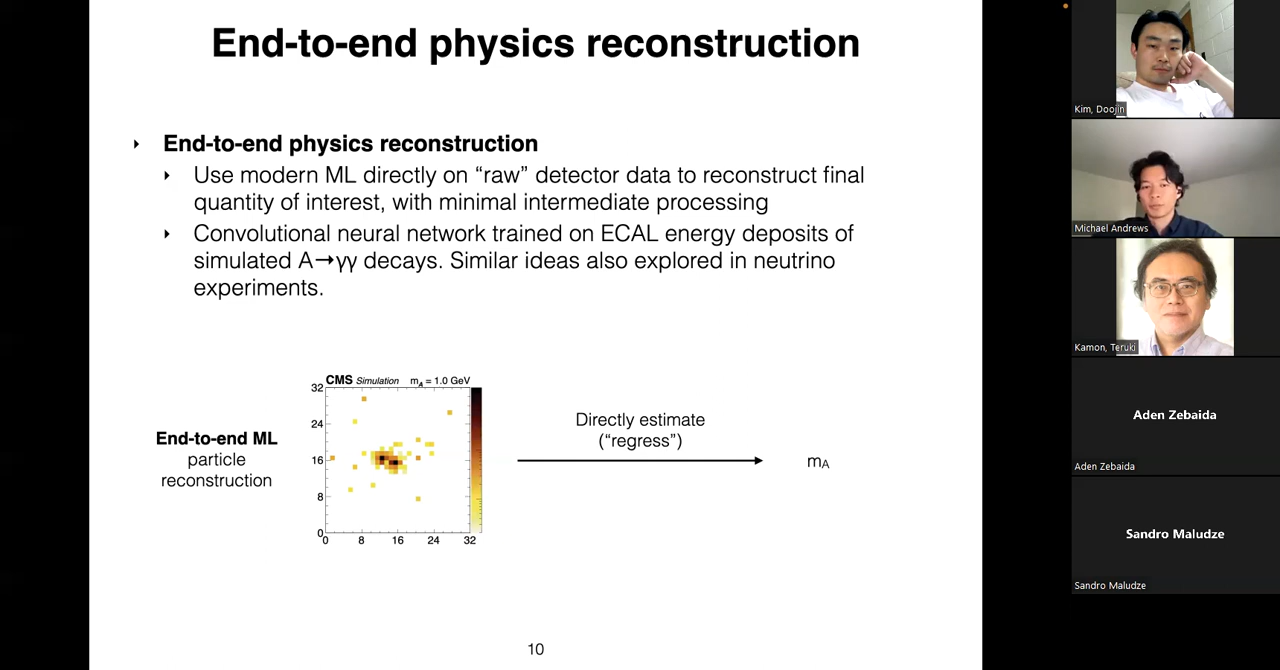 End-to-end physics reconstruction
End-to-end physics reconstruction
Use modern ML directly on “raw” detector data to reconstruct final
quantity of interest, with minimal intermediate processing
Convolutional neural network trained on ECAL energy deposits of
simulated A→γγ decays. Similar ideas also explored in neutrino
experiments.
CMS Simulation mA = 1.0 GeV
32
24
16
8
0
0 8 16 24 32
End-to-end ML
particle
reconstruction
Directly estimate
(“regress”)
mA
10
Kim, Doojin
Michael Andrews
Kamon, Teruki
Aden Zebaida
Aden Zebaida
Sandro Maludze
Sandro Maludze